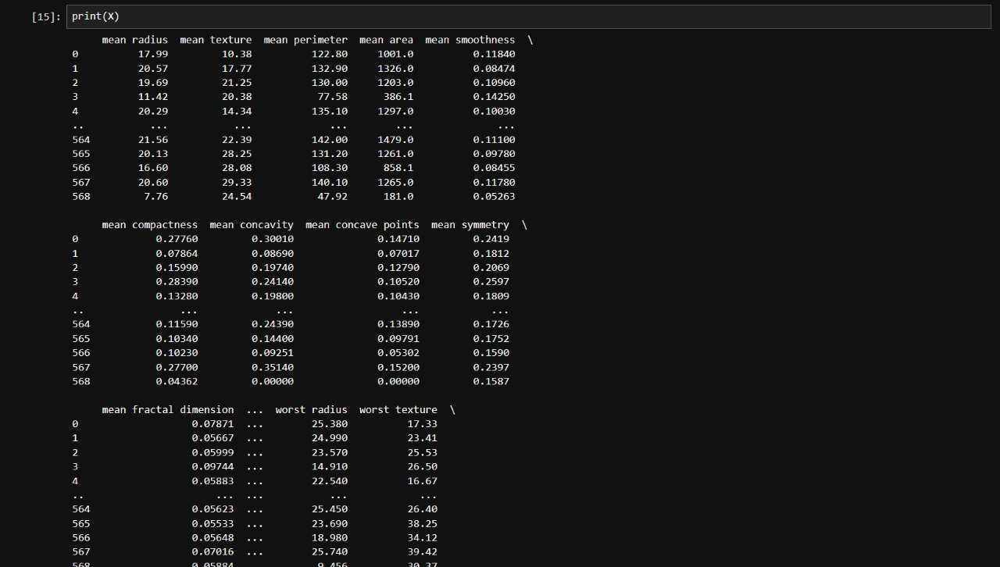 [15]: print(X)
mean radius mean texture mean perimeter mean area mean smoothness \
0 17.99 10.38 122.80 1001.0 0.11840
1 20.57 17.77 132.90 1326.0 0.08474
2 19.69 21.25 130.00 1203.0 0.10960
3 11.42 20.38 77.58 386.1 0.14250
4 20.29 14.34 135.10 1297.0 0.10030
.. ... ... ... ... ...
564 21.56 22.39 142.00 1479.0 0.11100
565 20.13 28.25 131.20 1261.0 0.09780
566 16.60 28.08 108.30 858.1 0.08455
567 20.60 29.33 140.10 1265.0 0.11780
568 7.76 24.54 47.92 181.0 0.05263
mean compactness mean concavity mean concave points mean symmetry \
0 0.27760 0.30010 0.14710 0.2419
1 0.07864 0.08690 0.07017 0.1812
2 0.15990 0.19740 0.12790 0.2069
3 0.28390 0.24140 0.10520 0.2597
4 0.13280 0.19800 0.10430 0.1809
.. ... ... ... ...
564 0.11590 0.24390 0.13890 0.1726
565 0.10340 0.14400 0.09791 0.1752
566 0.10230 0.09251 0.05302 0.1590
567 0.27700 0.35140 0.15200 0.2397
568 0.04362 0.00000 0.00000 0.1587
mean fractal dimension ... worst radius worst texture \
0 0.07871 ... 25.380 17.33
1 0.05667 ... 24.990 23.41
2 0.05999 ... 23.570 25.53
3 0.09744 ... 14.910 26.50
4 0.05883 ... 22.540 16.67
.. ... ... ... ...
564 0.05623 ... 25.450 26.40
565 0.05533 ... 23.690 38.25
566 0.05648 ... 18.980 34.12
567 0.07016 ... 25.740 39.42
568 0.05884 ... 9.456 30.37